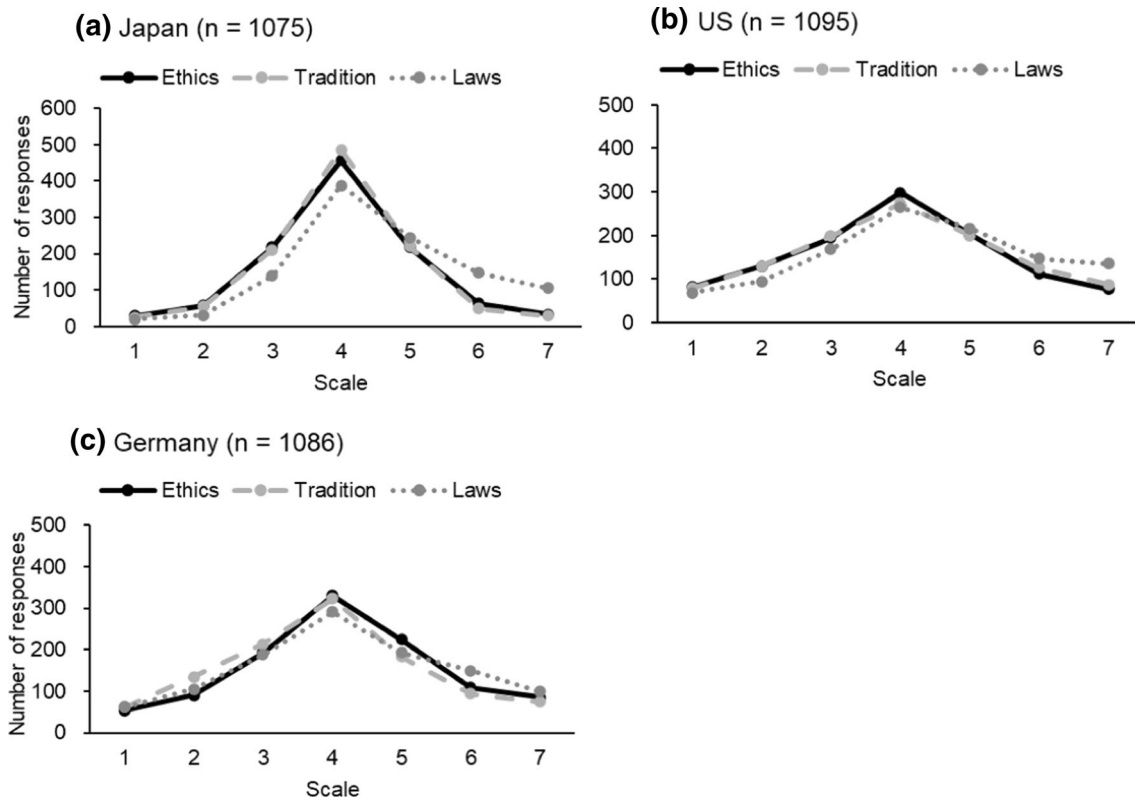 (a) Japan (n = 1075)
Ethics Tradition Laws
Number of responses
600
500
400
300
200
100
0
1 2 3 4 5 6 7
Scale
(b) US (n = 1095)
Ethics Tradition Laws
500
400
300
200
100
0
1 2 3 4 5 6 7
Scale
(c) Germany (n = 1086)
Ethics Tradition Laws
Number of responses
500
400
300
200
100
0
1 2 3 4 5 6 7
Scale